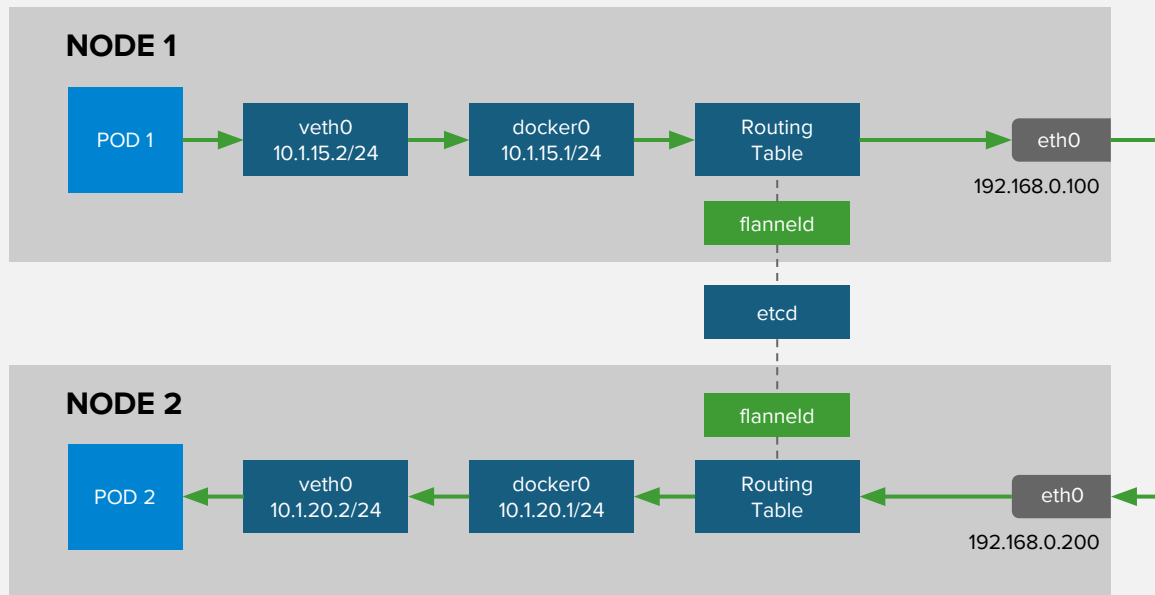 NODE 1
POD 1
veth0
10.1.15.2/24
docker0
10.1.15.1/24
Routing
Table
eth0
192.168.0.100
flanneld
etcd
NODE 2
flanneld
POD 2
veth0
10.1.20.2/24
docker0
10.1.20.1/24
Routing
Table
eth0
192.168.0.200